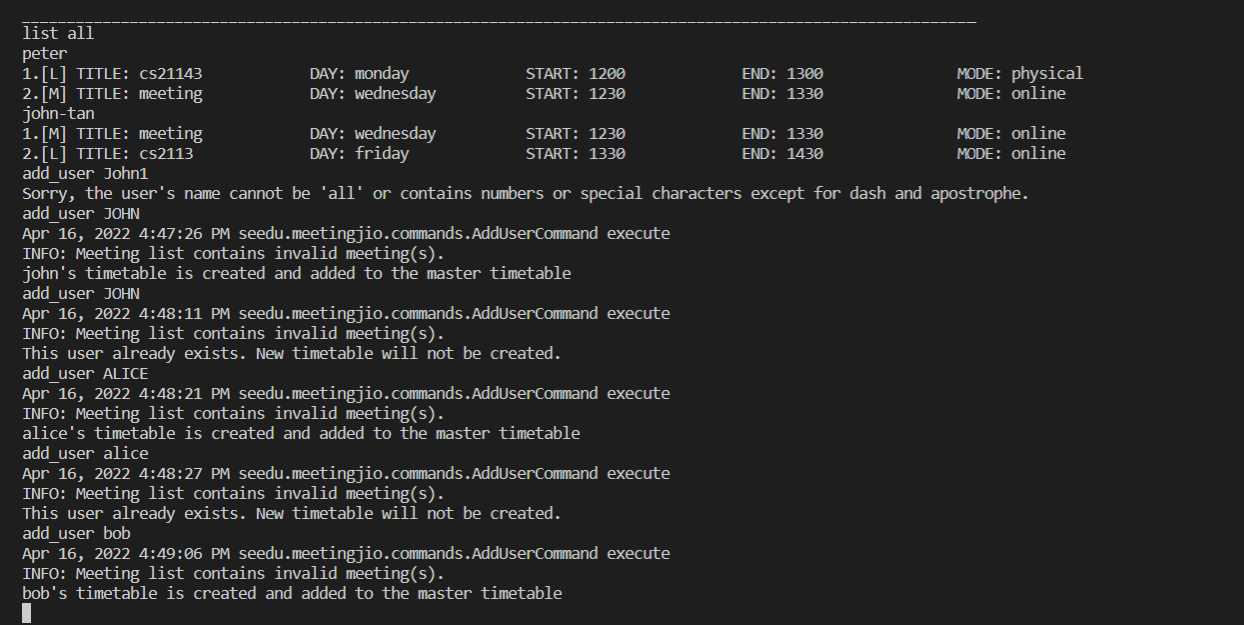 list all
peter
1.[L] TITLE: cs21143 DAY: monday START: 1200 END: 1300 MODE: physical
2.[M] TITLE: meeting DAY: wednesday START: 1230 END: 1330 MODE: online
john-tan
1.[M] TITLE: meeting DAY: wednesday START: 1230 END: 1330 MODE: online
2.[L] TITLE: cs2113 DAY: friday START: 1330 END: 1430 MODE: online
add_user John1
Sorry, the user's name cannot be 'all' or contains numbers or special characters except for dash and apostrophe.
add_user JOHN
Apr 16, 2022 4:47:26 PM seedu.meetingjio.commands.AddUserCommand execute
INFO: Meeting list contains invalid meeting(s).
john's timetable is created and added to the master timetable
add_user JOHN
Apr 16, 2022 4:48:11 PM seedu.meetingjio.commands.AddUserCommand execute
INFO: Meeting list contains invalid meeting(s).
This user already exists. New timetable will not be created.
add_user ALICE
Apr 16, 2022 4:48:21 PM seedu.meetingjio.commands.AddUserCommand execute
INFO: Meeting list contains invalid meeting(s).
alice's timetable is created and added to the master timetable
add_user alice
Apr 16, 2022 4:48:27 PM seedu.meetingjio.commands.AddUserCommand execute
INFO: Meeting list contains invalid meeting(s).
This user already exists. New timetable will not be created.
add_user bob
Apr 16, 2022 4:49:06 PM seedu.meetingjio.commands.AddUserCommand execute
INFO: Meeting list contains invalid meeting(s).
bob's timetable is created and added to the master timetable